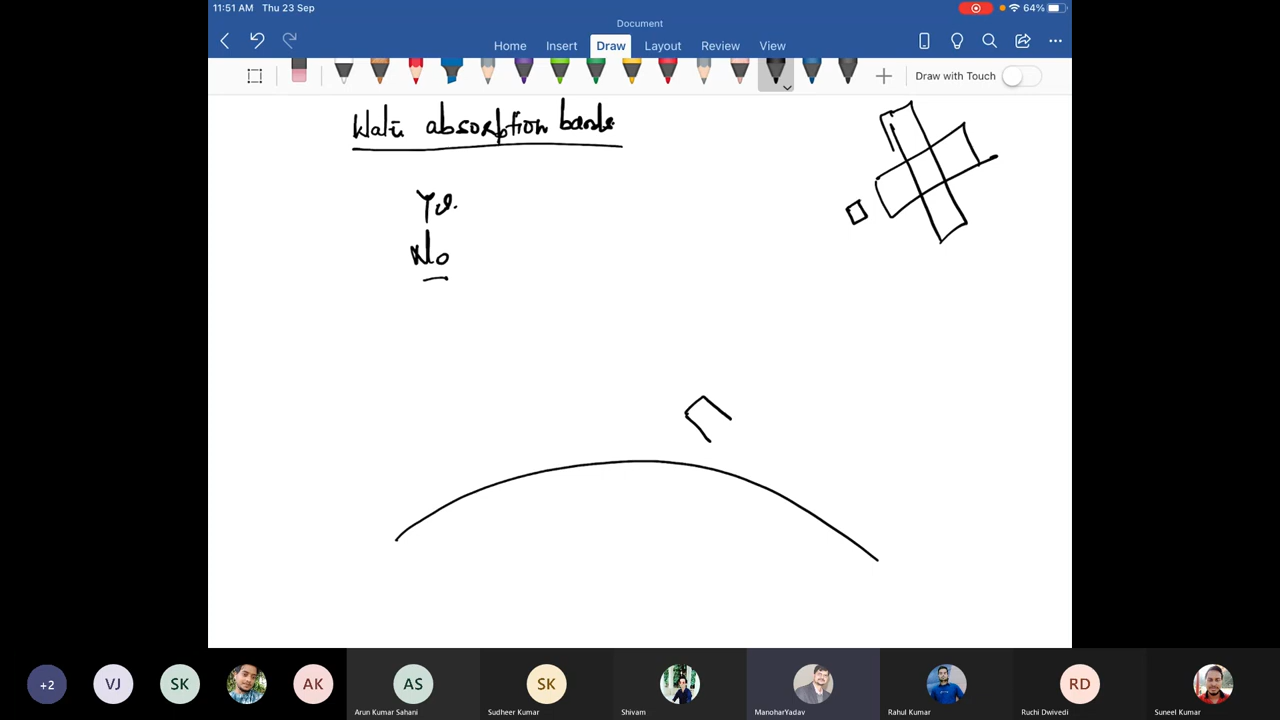 11:51 AM Thu 23 Sep
64%
Document
Home Insert Draw Layout Review View
Draw with Touch
absorption bands
No
+2 VJ SK AK AS SK RD
Arun Kumar Sahani Sudheer Kumar Shivam ManoharYadav Rahul Kumar Ruchi Dwivedi Suneel Kumar